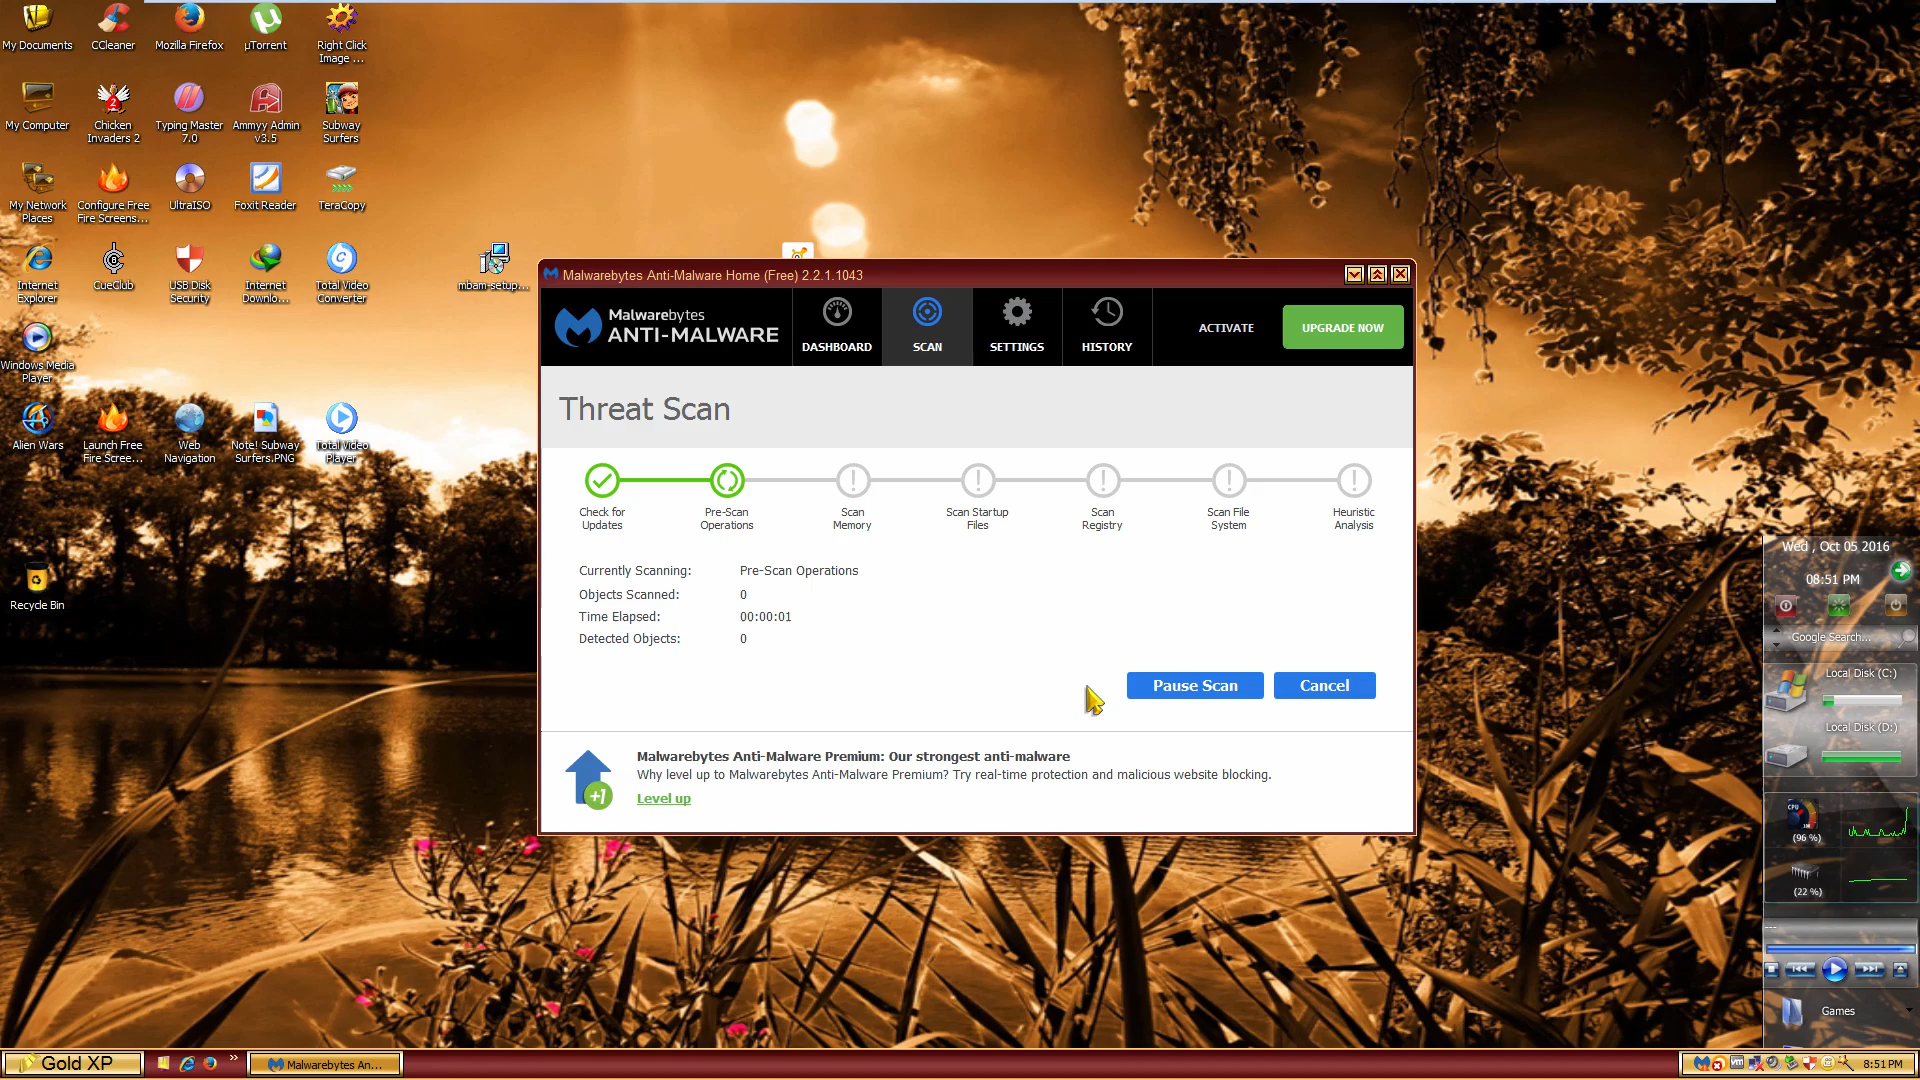 My Documents
CCleaner
Mozilla Firefox
µTorrent
Right Click
Image ...
My Computer
Chicken
Invaders 2
Typing Master
7.0
Ammyy Admin
v3.5
Subway
Surfers
My Network
Places
Configure Free
Fire Screens...
UltraISO
Foxit Reader
TeraCopy
Internet
Explorer
CueClub
USB Disk
Security
Internet
Downlo...
Total Video
Converter
mbam-setup...
Windows Media
Player
Alien Wars
Launch Free
Fire Scree...
Web
Navigation
Note! Subway
Surfers.PNG
Total Video
Player
Recycle Bin
Malwarebytes Anti-Malware Home (Free) 2.2.1.1043
Malwarebytes
ANTI-MALWARE
DASHBOARD
SCAN
SETTINGS
HISTORY
ACTIVATE
UPGRADE NOW
Threat Scan
Check for
Updates
Pre-Scan
Operations
Scan
Memory
Scan Startup
Files
Scan
Registry
Scan File
System
Heuristic
Analysis
Currently Scanning: Pre-Scan Operations
Objects Scanned: 0
Time Elapsed: 00:00:01
Detected Objects: 0
Pause Scan
Cancel
Malwarebytes Anti-Malware Premium: Our strongest anti-malware
Why level up to Malwarebytes Anti-Malware Premium? Try real-time protection and malicious website blocking.
Level up
+1
Wed , Oct 05 2016
08:51 PM
Google Search...
Local Disk (C:)
Local Disk (D:)
CPU
(96 %)
(22 %)
---
Games
Gold XP
Malwarebytes An...
8:51 PM